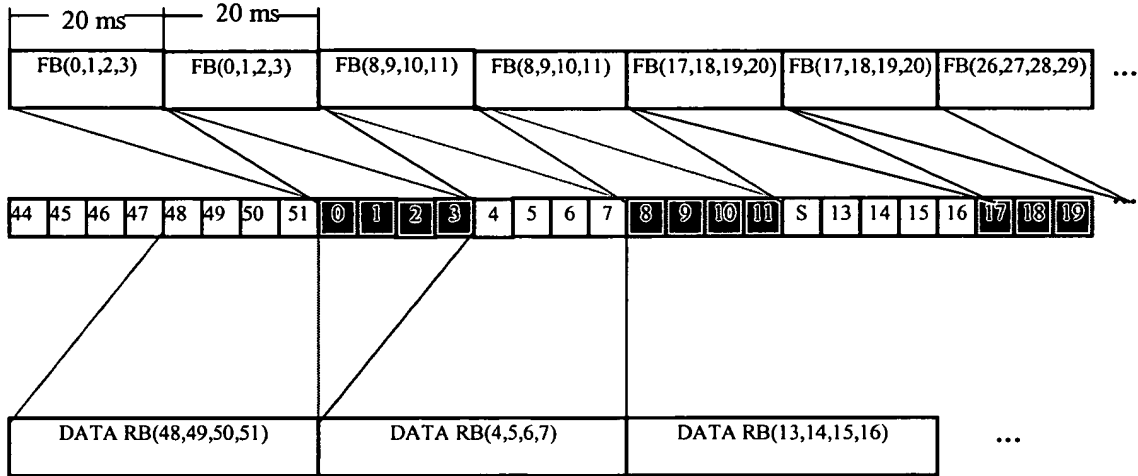 20 ms 20 ms
FB(0,1,2,3) FB(0,1,2,3) FB(8,9,10,11) FB(8,9,10,11) FB(17,18,19,20) FB(17,18,19,20) FB(26,27,28,29) ...
44 45 46 47 48 49 50 51 0 1 2 3 4 5 6 7 8 9 10 11 S 13 14 15 16 17 18 19 ...
DATA RB(48,49,50,51) DATA RB(4,5,6,7) DATA RB(13,14,15,16) ...